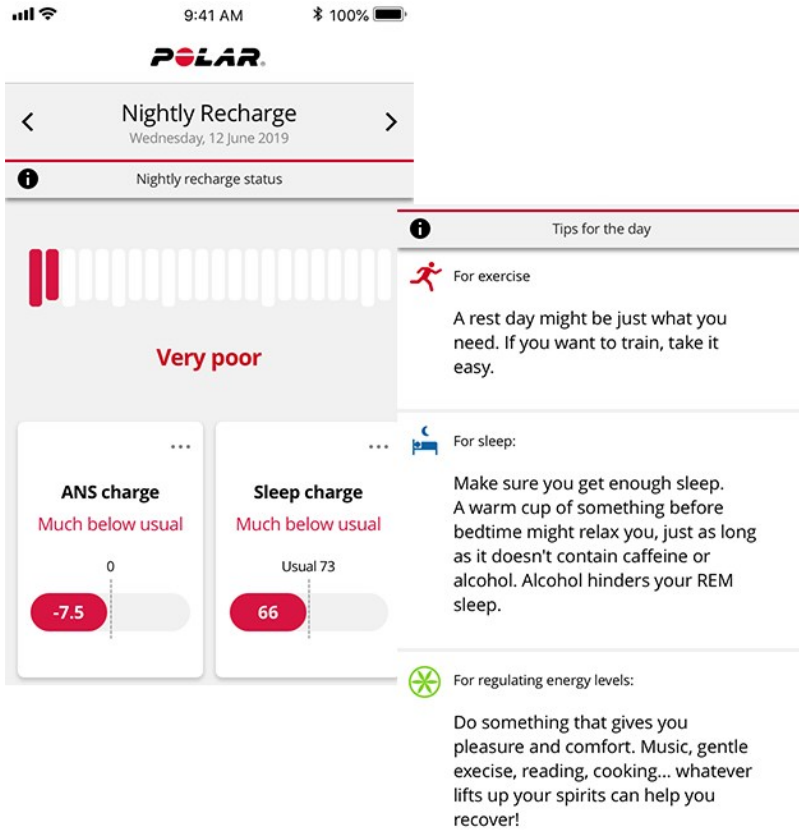 9:41 AM
100%
POLAR
Nightly Recharge
Wednesday, 12 June 2019
Nightly recharge status
Very poor
ANS charge
Much below usual
0
-7.5
Sleep charge
Much below usual
Usual 73
66
Tips for the day
For exercise
A rest day might be just what you
need. If you want to train, take it
easy.
For sleep:
Make sure you get enough sleep.
A warm cup of something before
bedtime might relax you, just as long
as it doesn't contain caffeine or
alcohol. Alcohol hinders your REM
sleep.
For regulating energy levels:
Do something that gives you
pleasure and comfort. Music, gentle
execise, reading, cooking... whatever
lifts up your spirits can help you
recover!